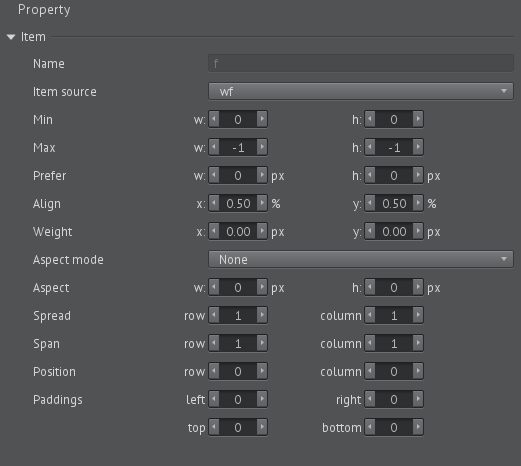 Property
Item
Name f
Item source wf
Min w: 0 h: 0
Max w: -1 h: -1
Prefer w: 0 px h: 0 px
Align x: 0.50 % y: 0.50 %
Weight x: 0.00 px y: 0.00 px
Aspect mode None
Aspect w: 0 px h: 0 px
Spread row 1 column 1
Span row 1 column 1
Position row 0 column 0
Paddings left 0 right 0
top 0 bottom 0